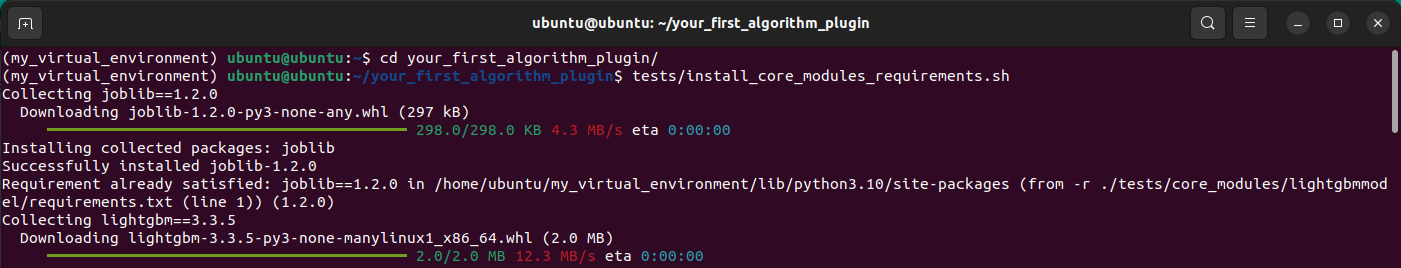 ubuntu@ubuntu: ~/your_first_algorithm_plugin
(my_virtual_environment) ubuntu@ubuntu:~$ cd your_first_algorithm_plugin/
(my_virtual_environment) ubuntu@ubuntu:~/your_first_algorithm_plugin$ tests/install_core_modules_requirements.sh
Collecting joblib==1.2.0
  Downloading joblib-1.2.0-py3-none-any.whl (297 kB)
298.0/298.0 KB 4.3 MB/s eta 0:00:00
Installing collected packages: joblib
Successfully installed joblib-1.2.0
Requirement already satisfied: joblib==1.2.0 in /home/ubuntu/my_virtual_environment/lib/python3.10/site-packages (from -r ./tests/core_modules/lightgbmmod
el/requirements.txt (line 1)) (1.2.0)
Collecting lightgbm==3.3.5
  Downloading lightgbm-3.3.5-py3-none-manylinux1_x86_64.whl (2.0 MB)
2.0/2.0 MB 12.3 MB/s eta 0:00:00